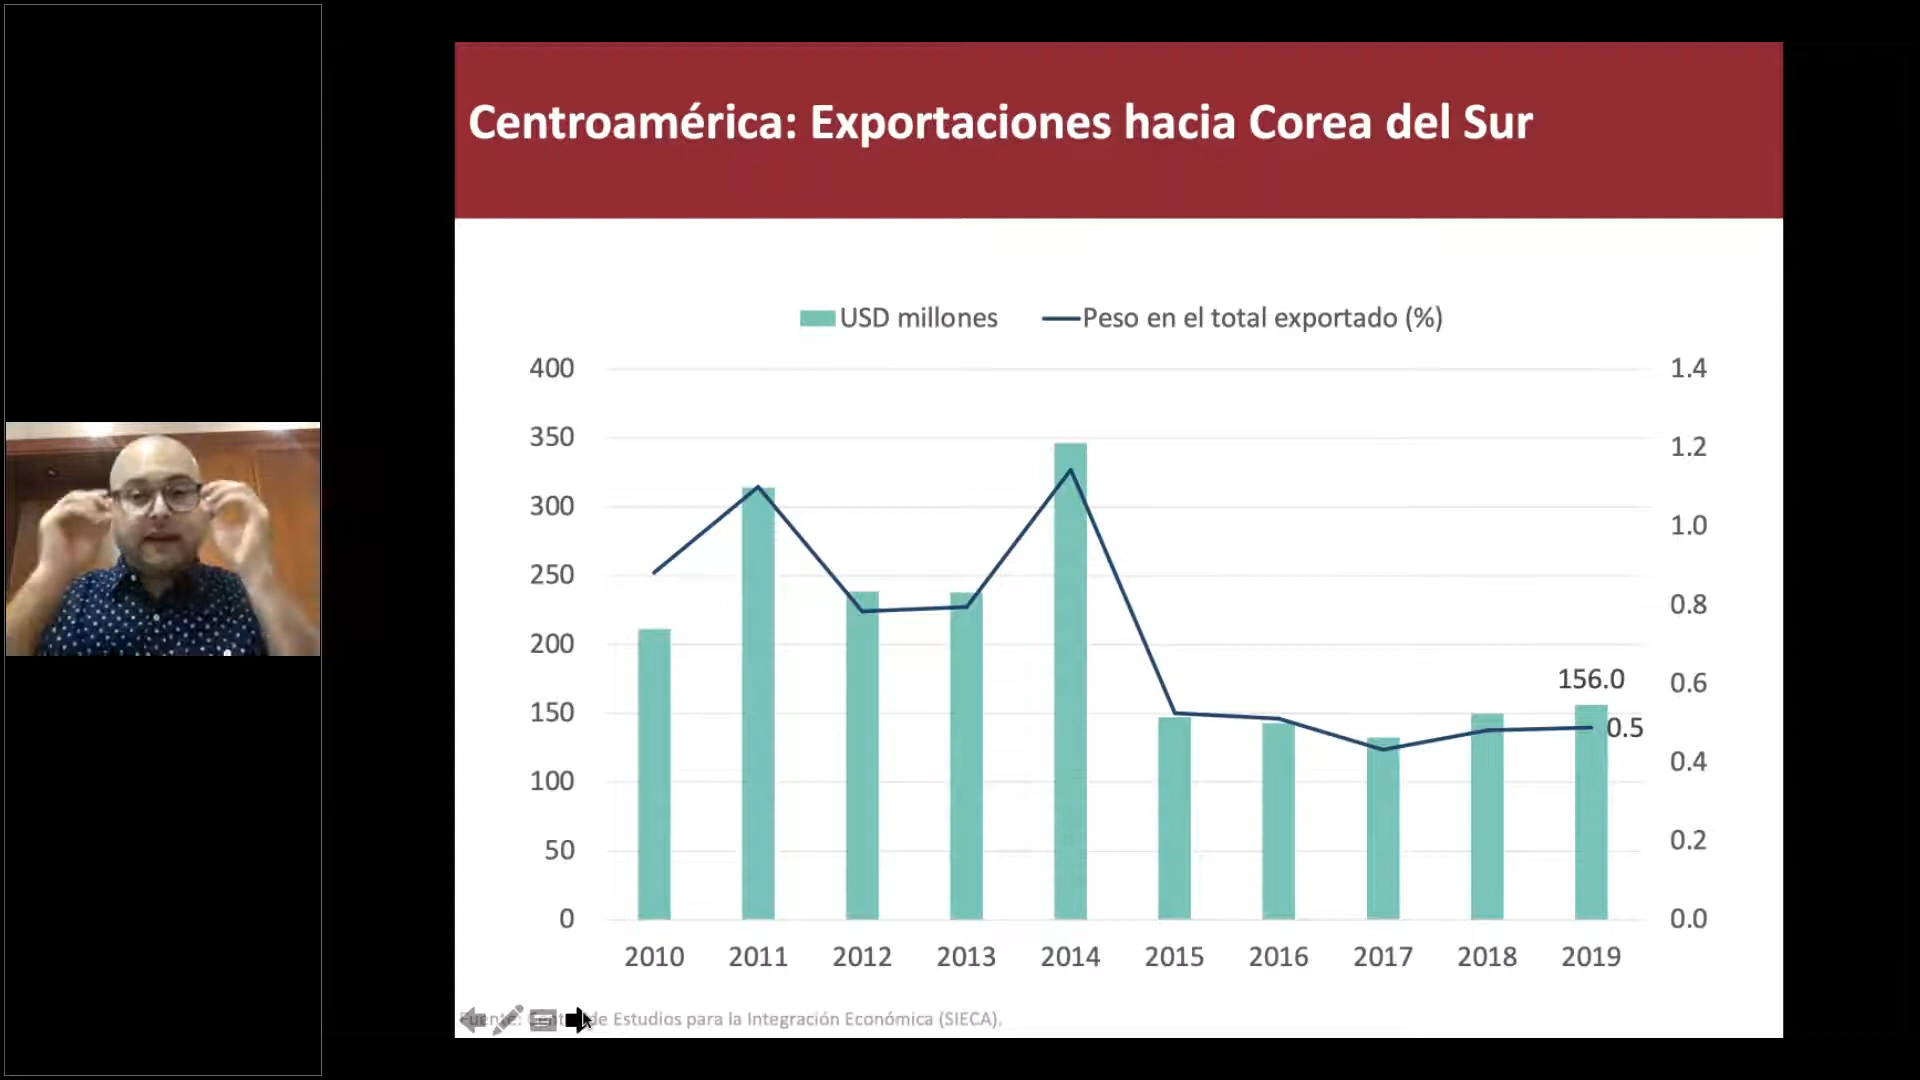 Centroamérica: Exportaciones hacia Corea del Sur
USD millones Peso en el total exportado (%)
400 1.4
350 1.2
300 1.0
250 0.8
200 0.6
150 0.4
100 0.2
50 0.0
0
156.0
0.5
2010 2011 2012 2013 2014 2015 2016 2017 2018 2019
Fuente: de Estudios para la Integración Económica (SIECA).